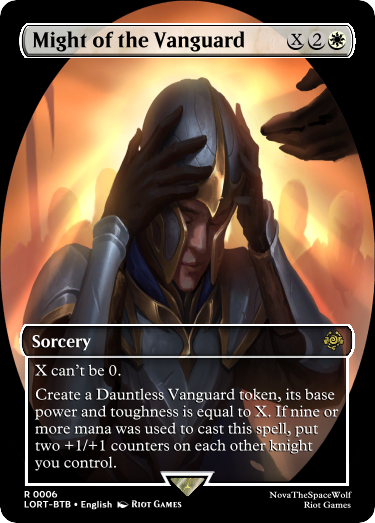 Might of the Vanguard X 2
Sorcery
X can't be 0.
Create a Dauntless Vanguard token, its base
power and toughness is equal to X. If nine or
more mana was used to cast this spell, put
two +1/+1 counters on each other knight
you control.
R 0006
LORT-BTB • English RIOT GAMES
NovaTheSpaceWolf
Riot Games